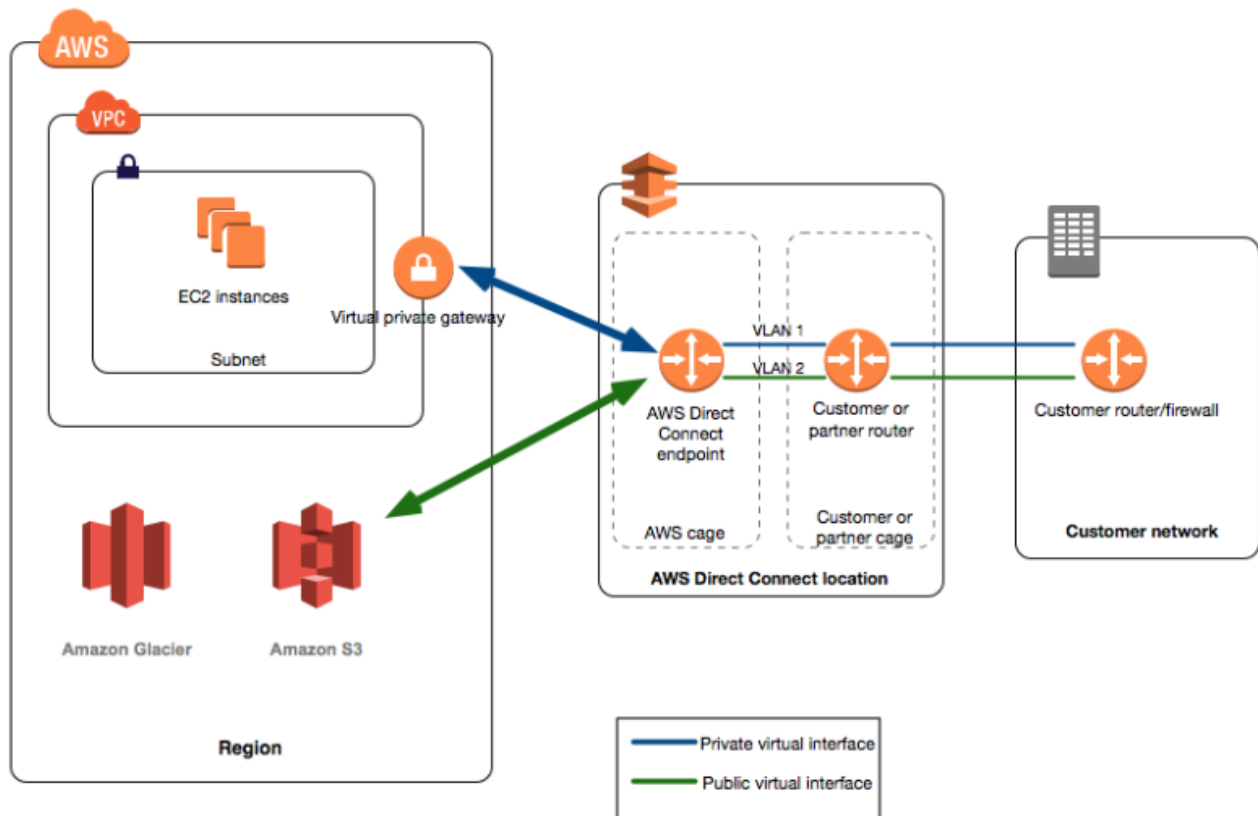 AWS
VPC
EC2 instances
Virtual private gateway
Subnet
VLAN 1
VLAN 2
AWS Direct
Connect
endpoint
Customer or
partner router
Customer router/firewall
AWS cage
Customer or
partner cage
Customer network
AWS Direct Connect location
Amazon Glacier
Amazon S3
Region
Private virtual interface
Public virtual interface